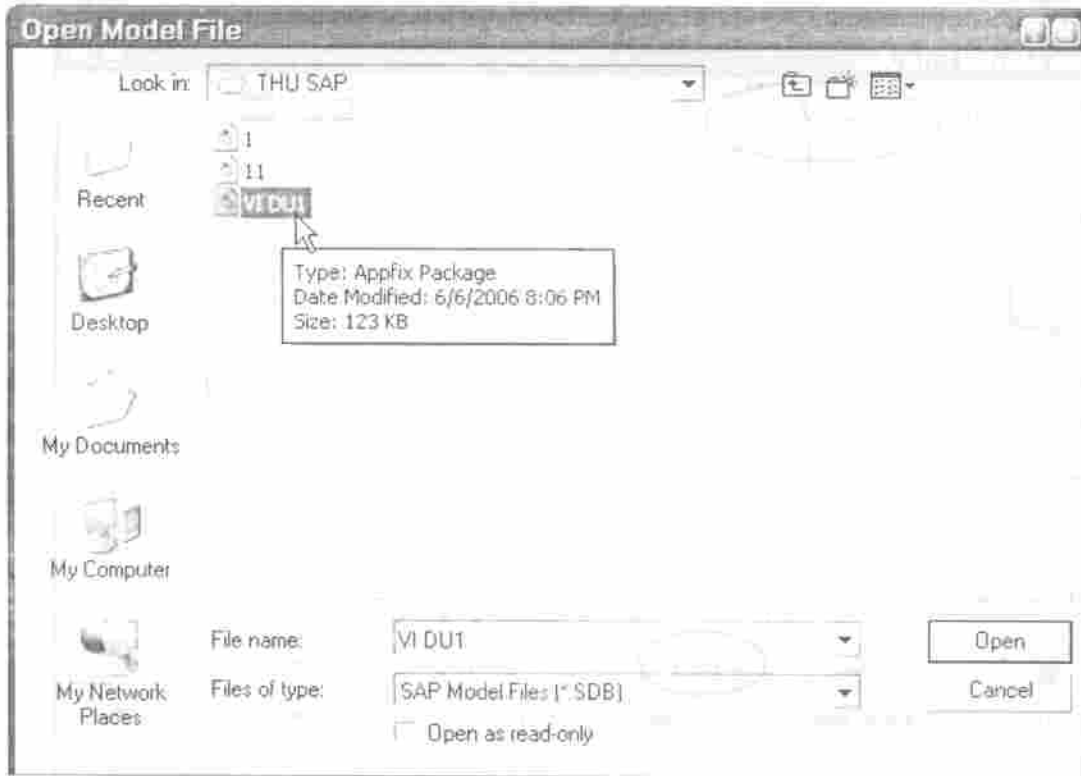 Open Model File
Look in: THU SAP
1
11
VI DU1
Type: Appfix Package
Date Modified: 6/6/2006 8:06 PM
Size: 123 KB
Recent
Desktop
My Documents
My Computer
My Network
Places
File name: VI DU1
Open
Files of type: SAP Model Files (*.SDB)
Cancel
Open as read-only